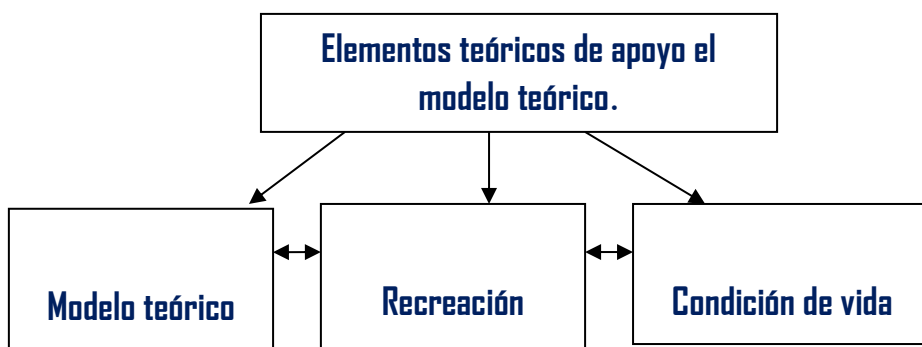 Elementos teóricos de apoyo el
modelo teórico.
Modelo teórico
Recreación
Condición de vida